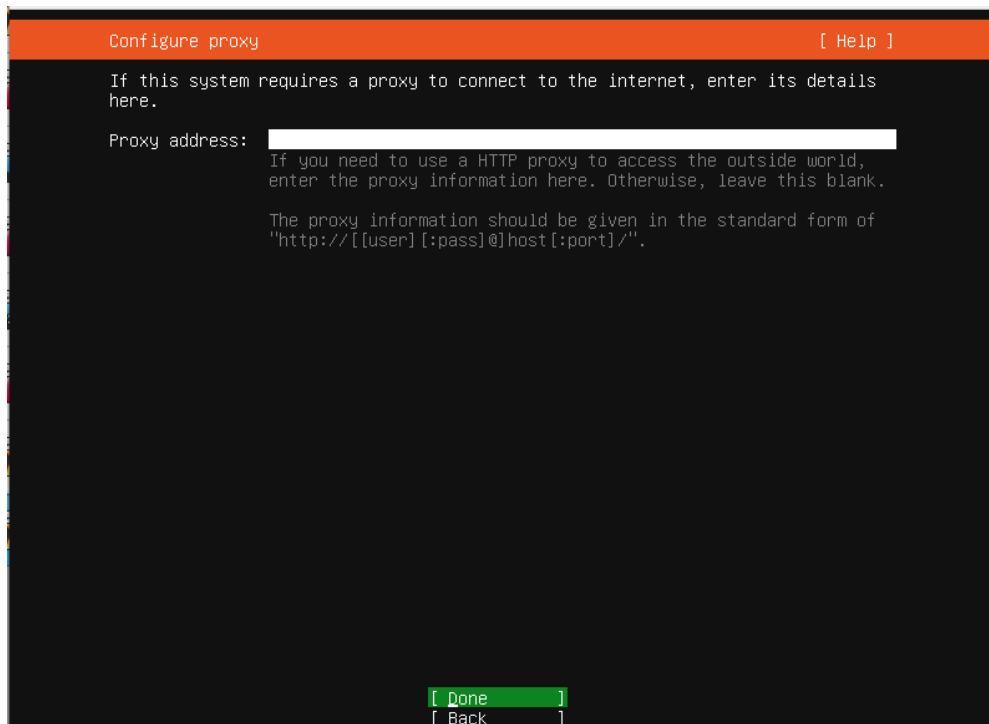 Configure proxy [ Help ]
If this system requires a proxy to connect to the internet, enter its details
here.
Proxy address:
If you need to use a HTTP proxy to access the outside world,
enter the proxy information here. Otherwise, leave this blank.
The proxy information should be given in the standard form of
"http://[[user][:pass]@]host[:port]/".
[ Done ]
[ Back ]